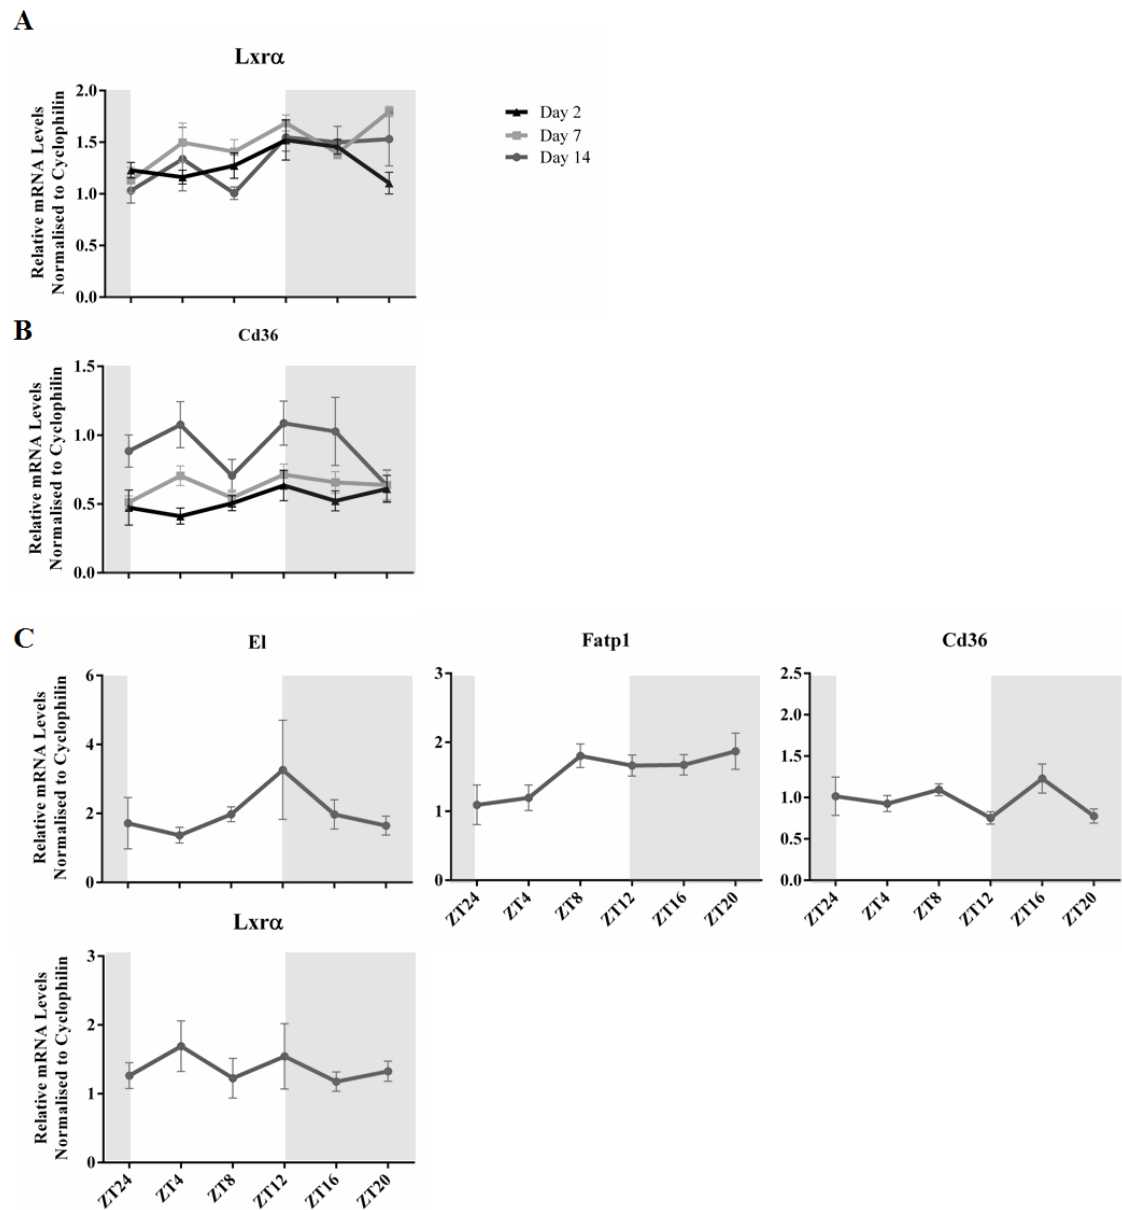 A
Lxrα
Relative mRNA Levels
Normalised to Cyclophilin
2.0
1.5
1.0
0.5
0.0
Day 2
Day 7
Day 14
B
Cd36
Relative mRNA Levels
Normalised to Cyclophilin
1.5
1.0
0.5
0.0
C
El
Relative mRNA Levels
Normalised to Cyclophilin
6
4
2
0
Fatp1
3
2
1
0
ZT24
ZT4
ZT8
ZT12
ZT16
ZT20
Cd36
2.5
2.0
1.5
1.0
0.5
0.0
ZT24
ZT4
ZT8
ZT12
ZT16
ZT20
Lxrα
Relative mRNA Levels
Normalised to Cyclophilin
3
2
1
0
ZT24
ZT4
ZT8
ZT12
ZT16
ZT20